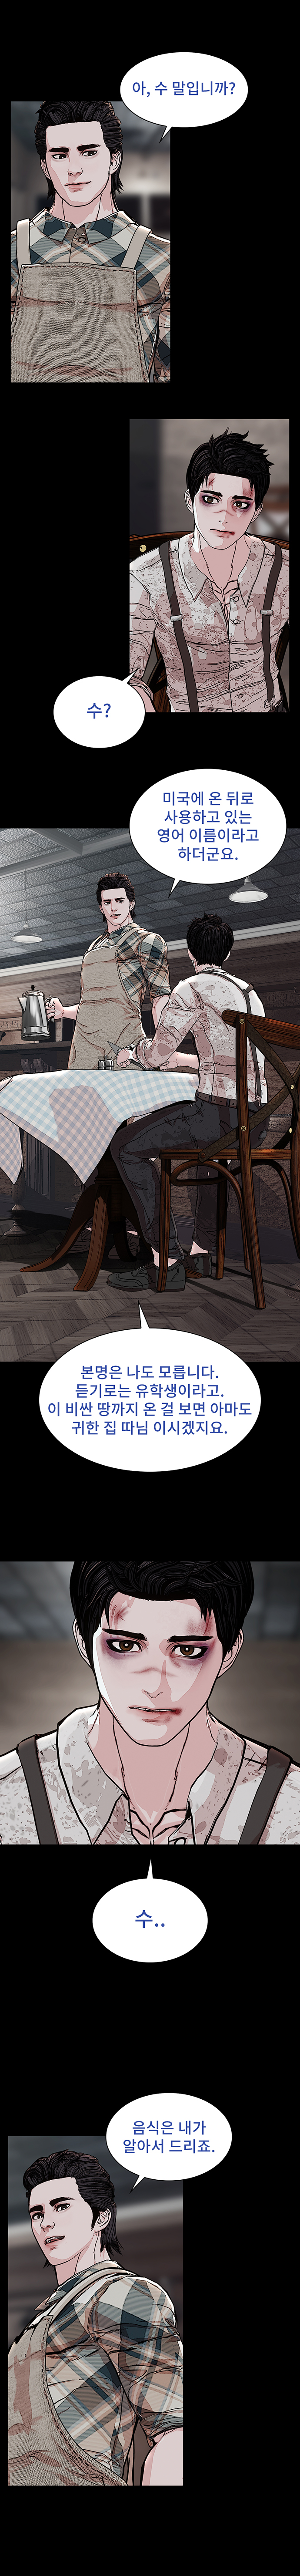 아, 수 말입니까?
수?
미국에 온 뒤로
사용하고 있는
영어 이름이라고
하더군요.
본명은 나도 모릅니다.
듣기로는 유학생이라고.
이 비싼 땅까지 온 걸 보면 아마도
귀한 집 따님 이시겠지요.
수..
음식은 내가
알아서 드리죠.